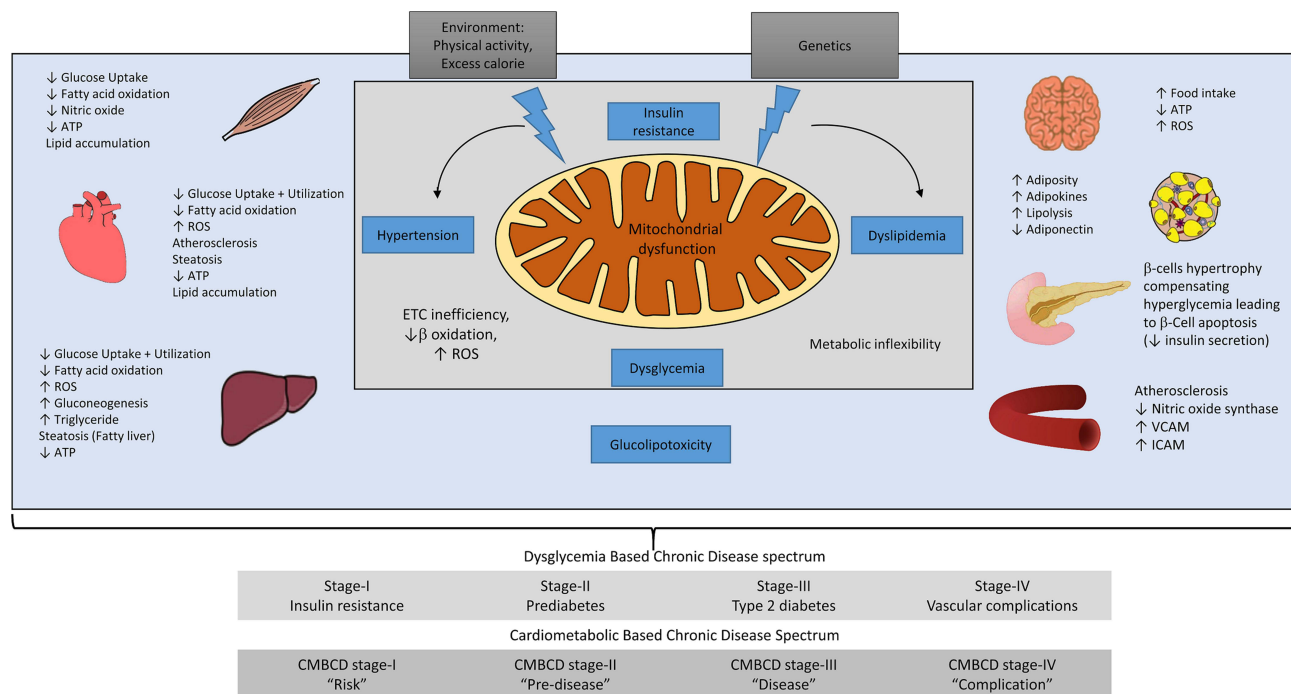 Environment:
Physical activity,
Excess calorie
Genetics
↓ Glucose Uptake
↓ Fatty acid oxidation
↓ Nitric oxide
↓ ATP
Lipid accumulation
↓ Glucose Uptake + Utilization
↓ Fatty acid oxidation
↑ ROS
Atherosclerosis
Steatosis
↓ ATP
Lipid accumulation
↓ Glucose Uptake + Utilization
↓ Fatty acid oxidation
↑ ROS
↑ Gluconeogenesis
↑ Triglyceride
Steatosis (Fatty liver)
↓ ATP
Insulin
resistance
Hypertension
Mitochondrial
dysfunction
Dyslipidemia
ETC inefficiency,
↓β oxidation,
↑ ROS
Metabolic inflexibility
Dysglycemia
Glucolipotoxicity
↑ Food intake
↓ ATP
↑ ROS
↑ Adiposity
↑ Adipokines
↑ Lipolysis
↓ Adiponectin
β-cells hypertrophy
compensating
hyperglycemia leading
to β-Cell apoptosis
(↓ insulin secretion)
Atherosclerosis
↓ Nitric oxide synthase
↑ VCAM
↑ ICAM
Dysglycemia Based Chronic Disease spectrum
Stage-I
Insulin resistance
Stage-II
Prediabetes
Stage-III
Type 2 diabetes
Stage-IV
Vascular complications
Cardiometabolic Based Chronic Disease Spectrum
CMBCD stage-I
“Risk”
CMBCD stage-II
“Pre-disease”
CMBCD stage-III
“Disease”
CMBCD stage-IV
“Complication”